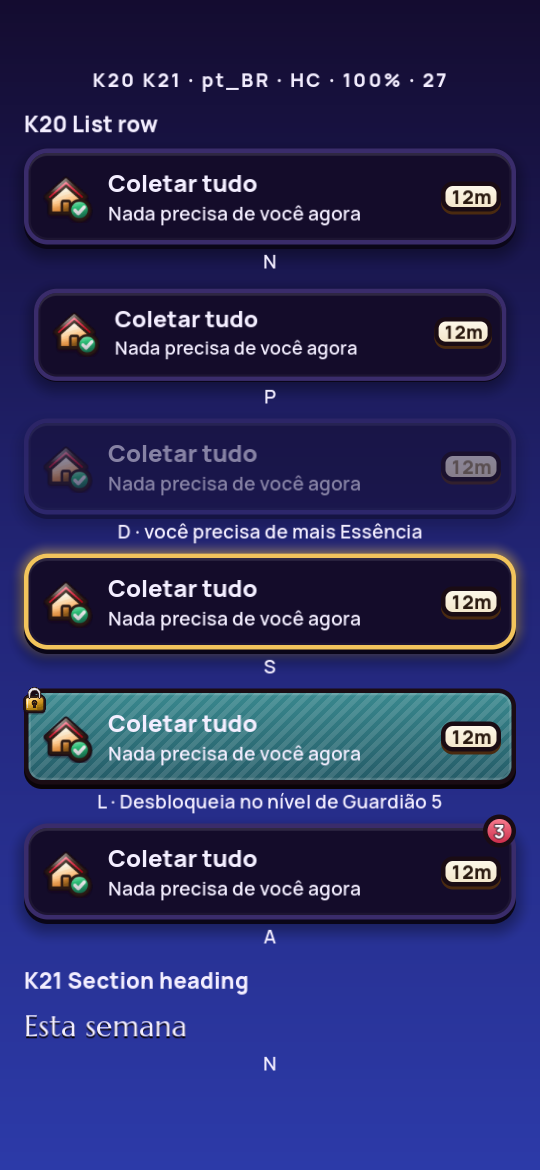 K20 K21 · pt_BR · HC · 100% · 27
K20 List row
Coletar tudo
Nada precisa de você agora
12m
N
Coletar tudo
Nada precisa de você agora
12m
P
Coletar tudo
Nada precisa de você agora
12m
D · você precisa de mais Essência
Coletar tudo
Nada precisa de você agora
12m
S
Coletar tudo
Nada precisa de você agora
12m
L · Desbloqueia no nível de Guardião 5
3
Coletar tudo
Nada precisa de você agora
12m
A
K21 Section heading
Esta semana
N